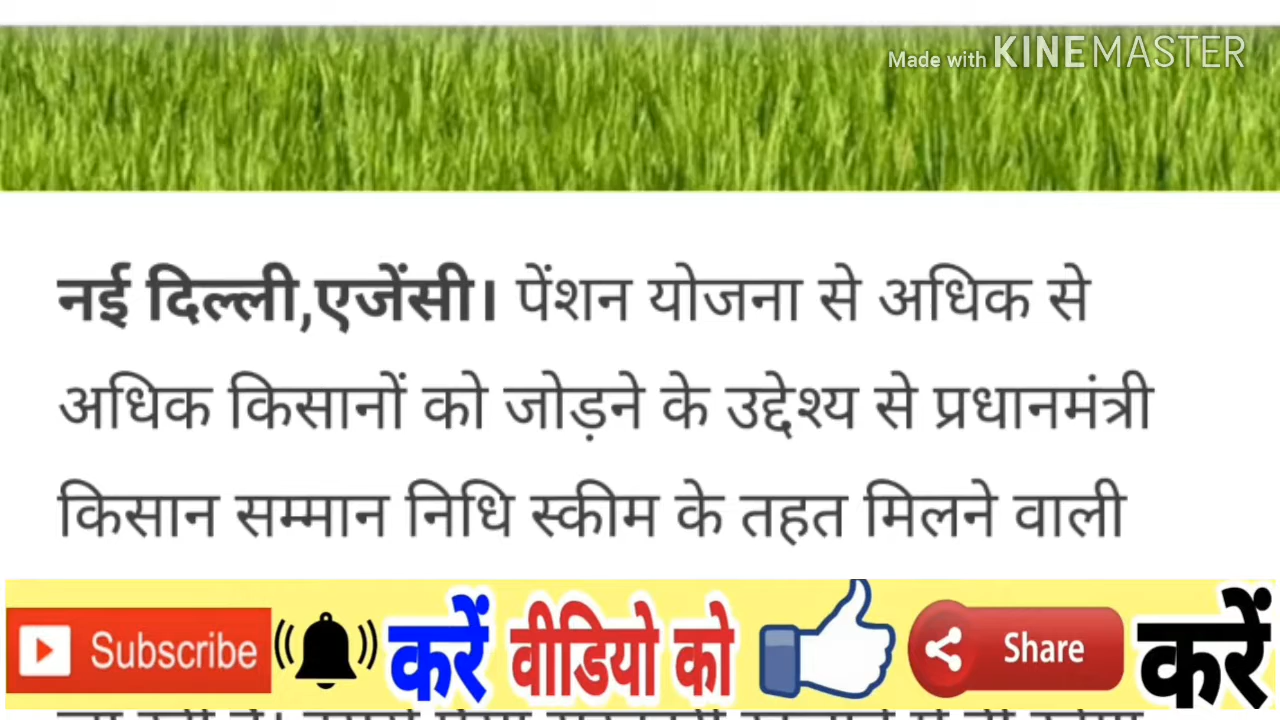 Made with KINEMASTER
नई दिल्ली,एजेंसी। पेंशन योजना से अधिक से
अधिक किसानों को जोड़ने के उद्देश्य से प्रधानमंत्री
किसान सम्मान निधि स्कीम के तहत मिलने वाली
Subscribe करें वीडियो को Share करें